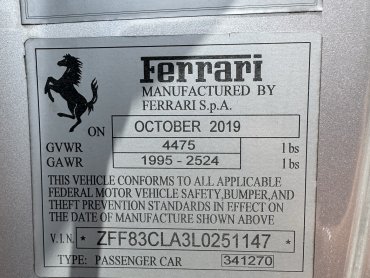 Ferrari
MANUFACTURED BY
FERRARI S.p.A.
ON OCTOBER 2019
GVWR 4475 lbs
GAWR 1995 - 2524 lbs
THIS VEHICLE CONFORMS TO ALL APPLICABLE
FEDERAL MOTOR VEHICLE SAFETY,BUMPER,AND
THEFT PREVENTION STANDARDS IN EFFECT ON
THE DATE OF MANUFACTURE SHOWN ABOVE
V.I.N. * ZFF83CLA3L0251147 *
TYPE: PASSENGER CAR 341270